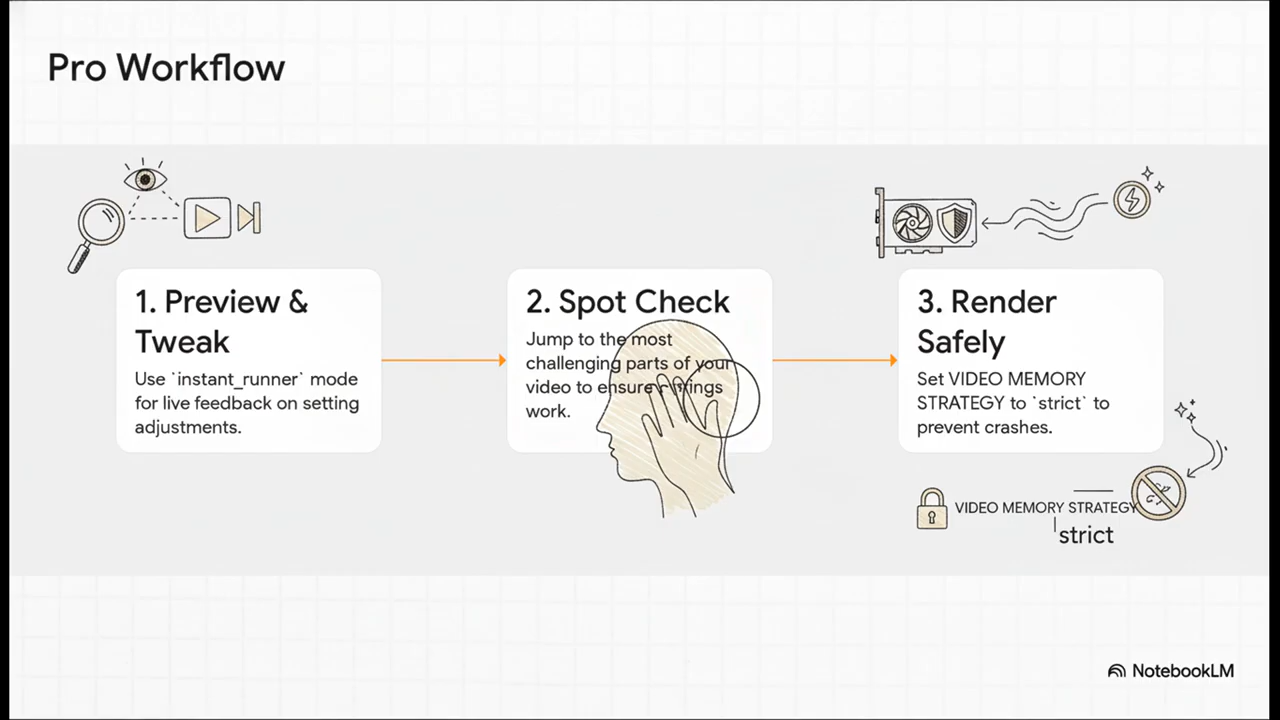 Pro Workflow
1. Preview &
Tweak
Use `instant_runner` mode
for live feedback on setting
adjustments.
2. Spot Check
Jump to the most
challenging parts of your
video to ensure
work.
3. Render
Safely
Set VIDEO MEMORY
STRATEGY to `strict` to
prevent crashes.
VIDEO MEMORY STRATEGY
strict
NotebookLM